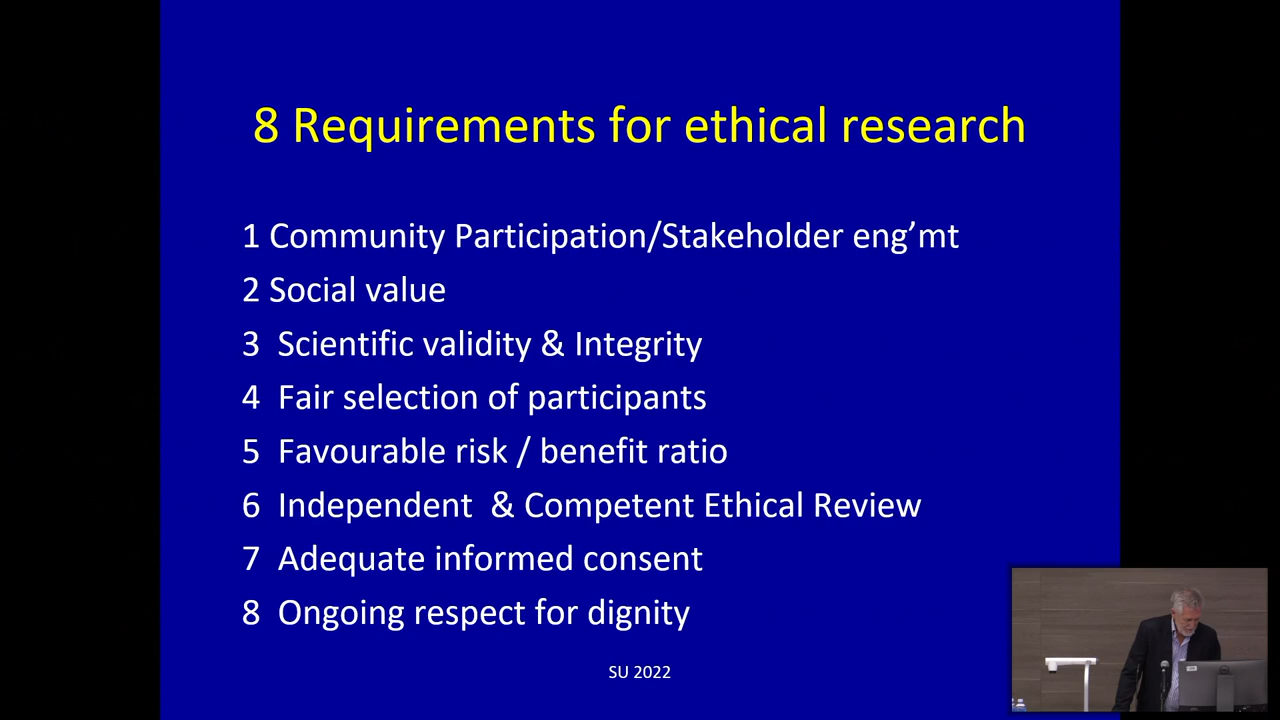 8 Requirements for ethical research
1 Community Participation/Stakeholder eng’mt
2 Social value
3 Scientific validity & Integrity
4 Fair selection of participants
5 Favourable risk / benefit ratio
6 Independent & Competent Ethical Review
7 Adequate informed consent
8 Ongoing respect for dignity
SU 2022